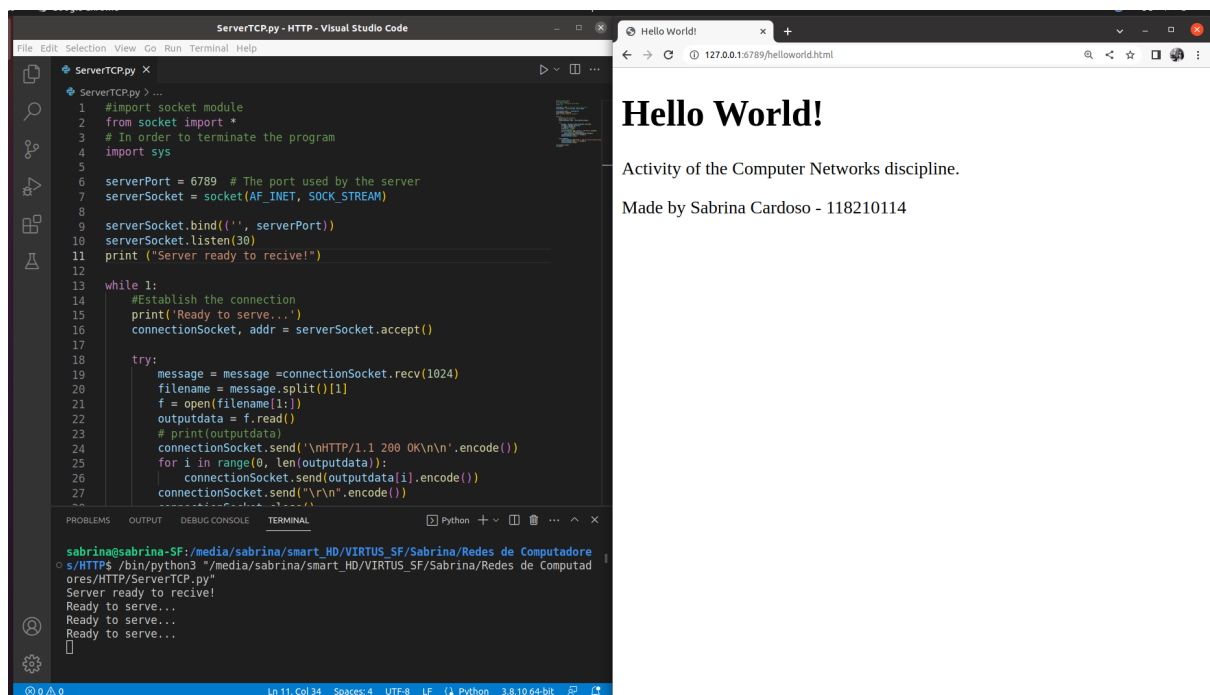 ServerTCP.py - HTTP - Visual Studio Code
File Edit Selection View Go Run Terminal Help
ServerTCP.py
ServerTCP.py > ...
1 #import socket module
2 from socket import *
3 # In order to terminate the program
4 import sys
5
6 serverPort = 6789  # The port used by the server
7 serverSocket = socket(AF_INET, SOCK_STREAM)
8
9 serverSocket.bind(('', serverPort))
10 serverSocket.listen(30)
11 print ("Server ready to recive!")
12
13 while 1:
14     #Establish the connection
15     print('Ready to serve...')
16     connectionSocket, addr = serverSocket.accept()
17
18     try:
19         message = message =connectionSocket.recv(1024)
20         filename = message.split()[1]
21         f = open(filename[1:])
22         outputdata = f.read()
23         # print(outputdata)
24         connectionSocket.send('\nHTTP/1.1 200 OK\n\n'.encode())
25         for i in range(0, len(outputdata)):
26             connectionSocket.send(outputdata[i].encode())
27         connectionSocket.send("\r\n".encode())
PROBLEMS OUTPUT DEBUG CONSOLE TERMINAL Python
sabrina@sabrina-SF:/media/sabrina/smart_HD/VIRTUS_SF/Sabrina/Redes de Computadore
s/HTTP$ /bin/python3 "/media/sabrina/smart_HD/VIRTUS_SF/Sabrina/Redes de Computad
ores/HTTP/ServerTCP.py"
Server ready to recive!
Ready to serve...
Ready to serve...
Ready to serve...
0 0 Ln 11, Col 34 Spaces: 4 UTF-8 LF Python 3.8.10 64-bit
Hello World!
127.0.0.1:6789/helloworld.html
Hello World!
Activity of the Computer Networks discipline.
Made by Sabrina Cardoso - 118210114